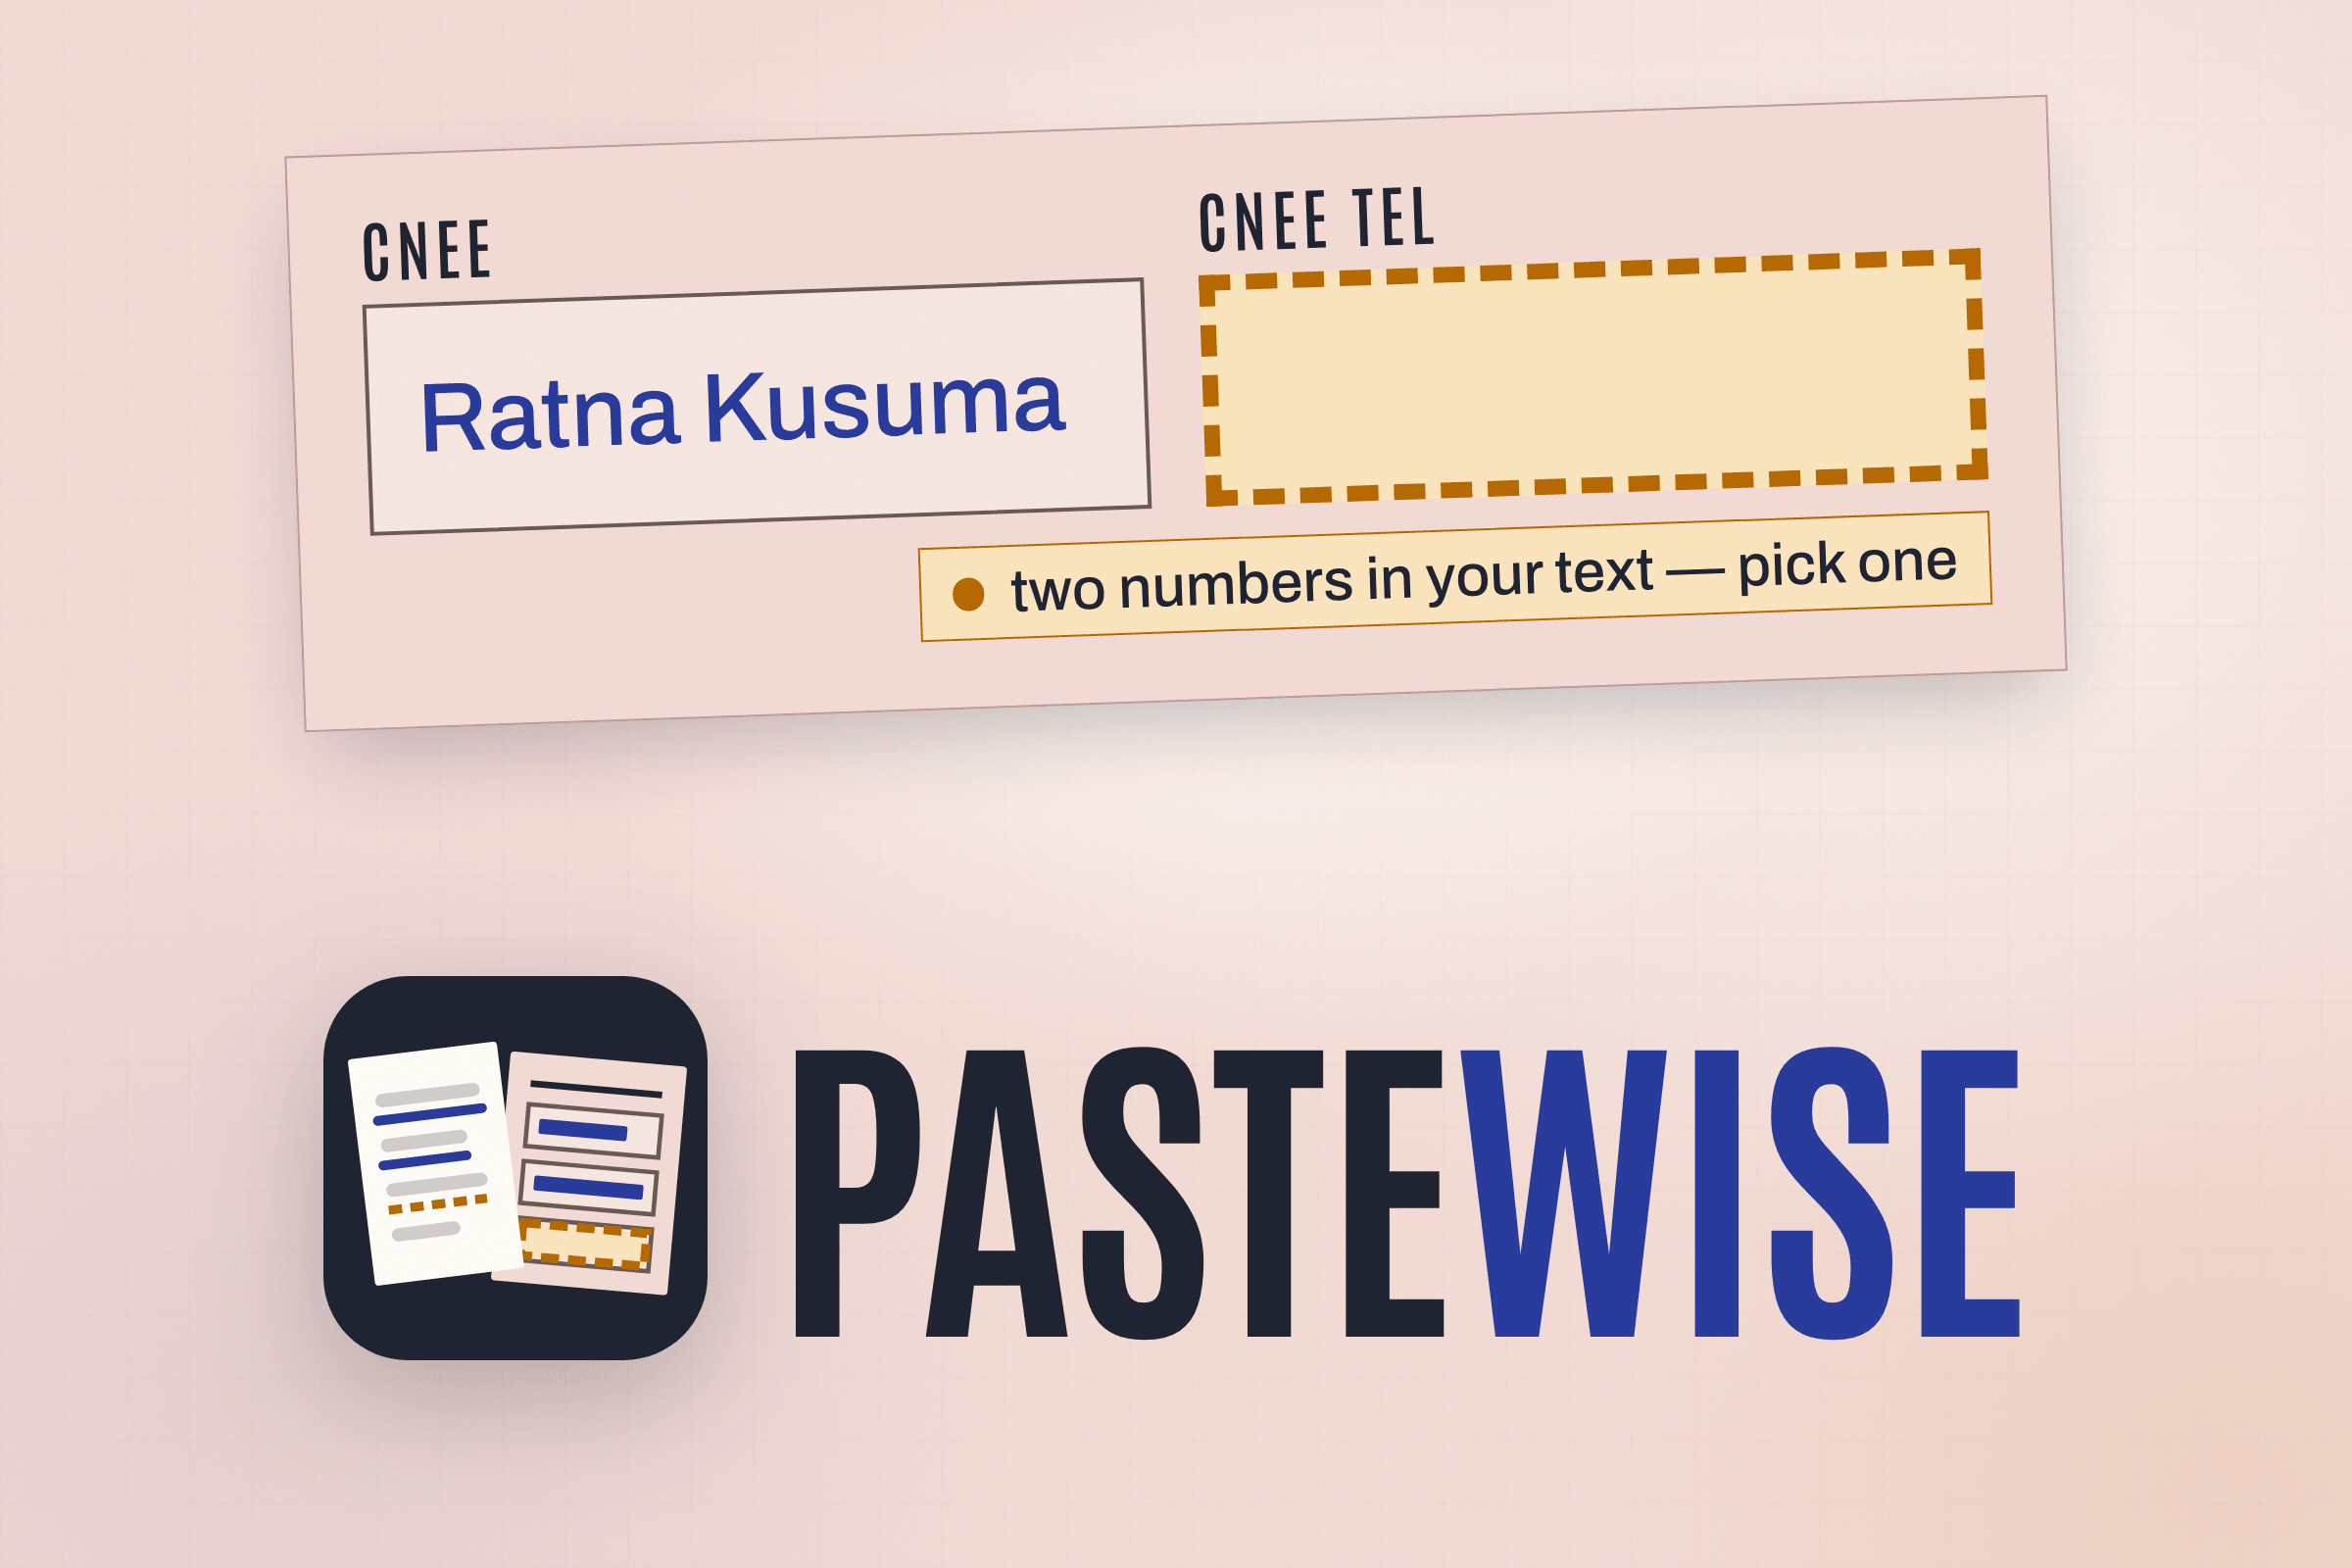 CNEE
CNEE TEL
Ratna Kusuma
two numbers in your text — pick one
PASTEWISE